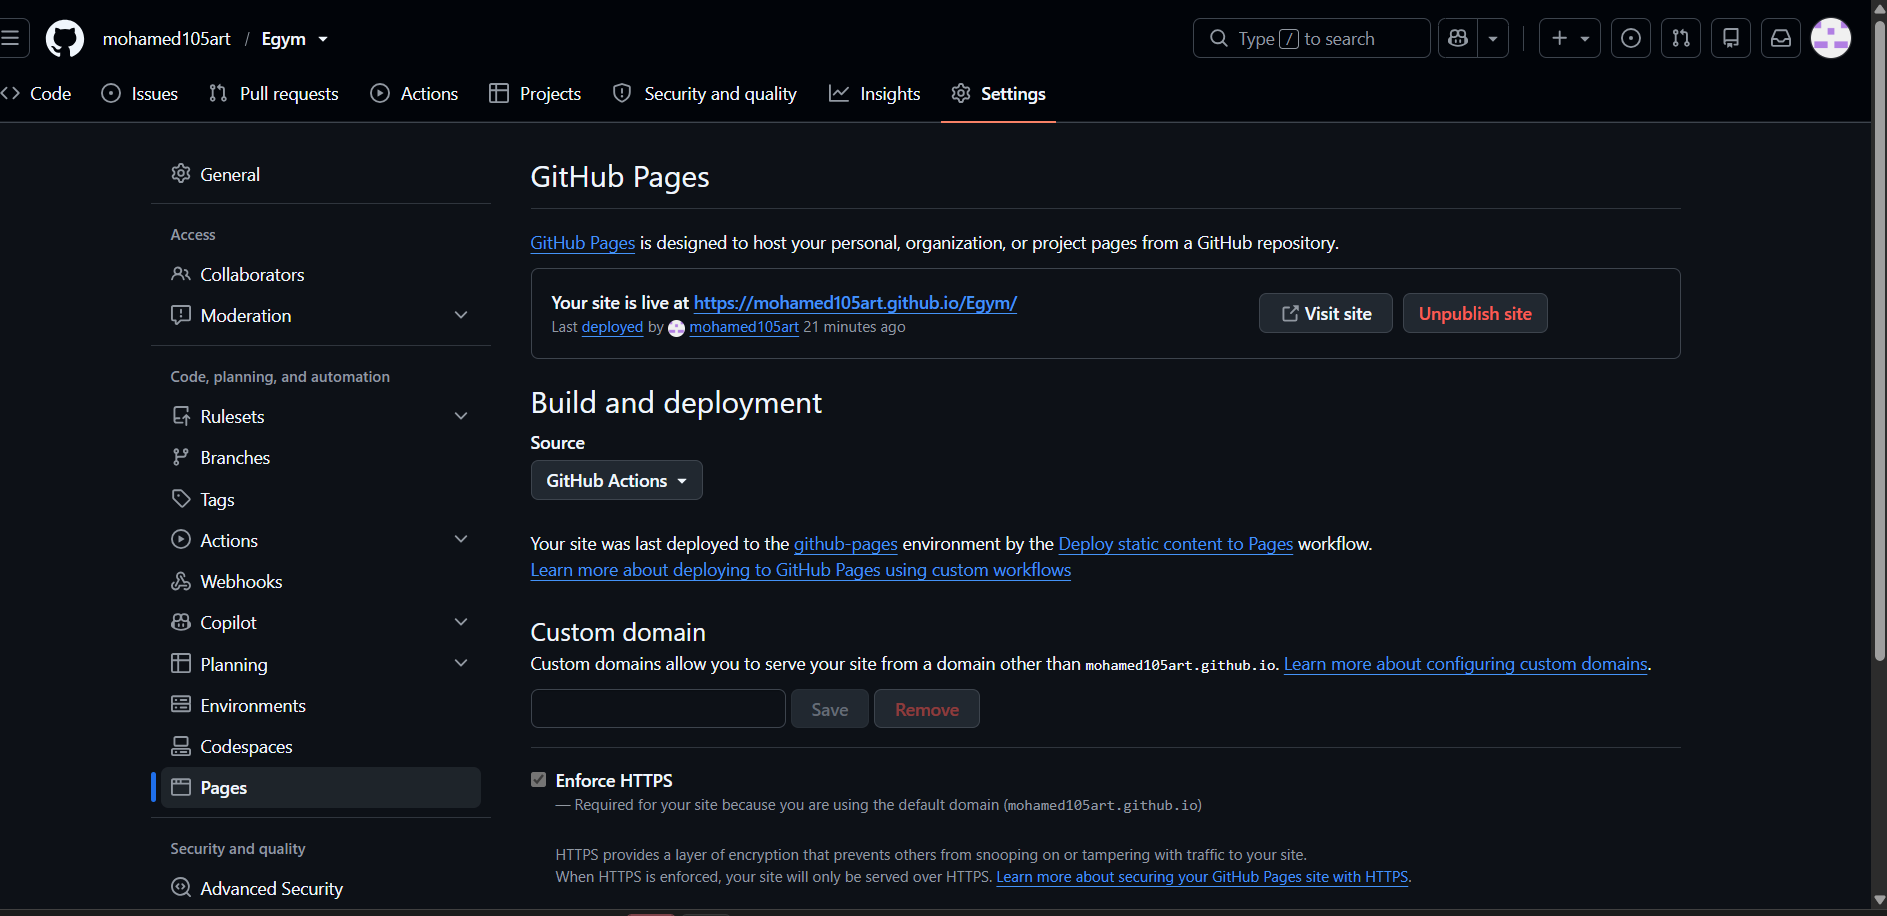 mohamed105art / Egym
Type / to search
Code
Issues
Pull requests
Actions
Projects
Security and quality
Insights
Settings
General
Access
Collaborators
Moderation
Code, planning, and automation
Rulesets
Branches
Tags
Actions
Webhooks
Copilot
Planning
Environments
Codespaces
Pages
Security and quality
Advanced Security
GitHub Pages
GitHub Pages is designed to host your personal, organization, or project pages from a GitHub repository.
Your site is live at https://mohamed105art.github.io/Egym/
Last deployed by mohamed105art 21 minutes ago
Visit site
Unpublish site
Build and deployment
Source
GitHub Actions
Your site was last deployed to the github-pages environment by the Deploy static content to Pages workflow.
Learn more about deploying to GitHub Pages using custom workflows
Custom domain
Custom domains allow you to serve your site from a domain other than mohamed105art.github.io. Learn more about configuring custom domains.
Save
Remove
Enforce HTTPS
— Required for your site because you are using the default domain (mohamed105art.github.io)
HTTPS provides a layer of encryption that prevents others from snooping on or tampering with traffic to your site.
When HTTPS is enforced, your site will only be served over HTTPS. Learn more about securing your GitHub Pages site with HTTPS.